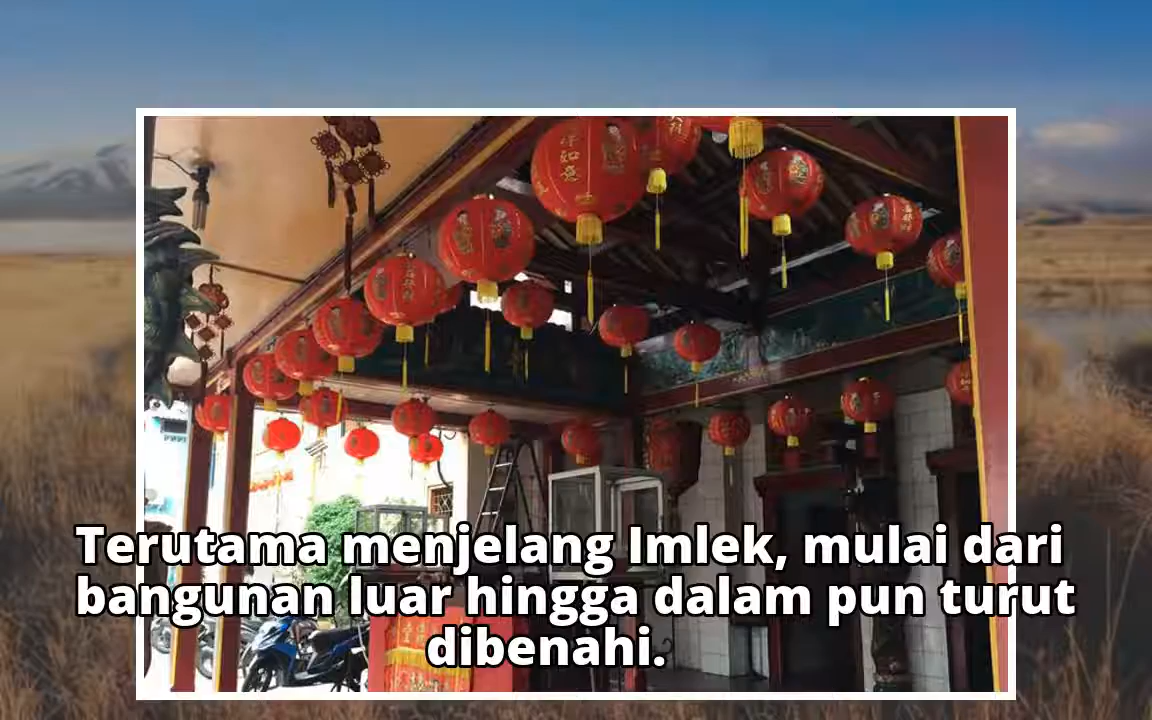 Terutama menjelang Imlek, mulai dari
bangunan luar hingga dalam pun turut
dibenahi.